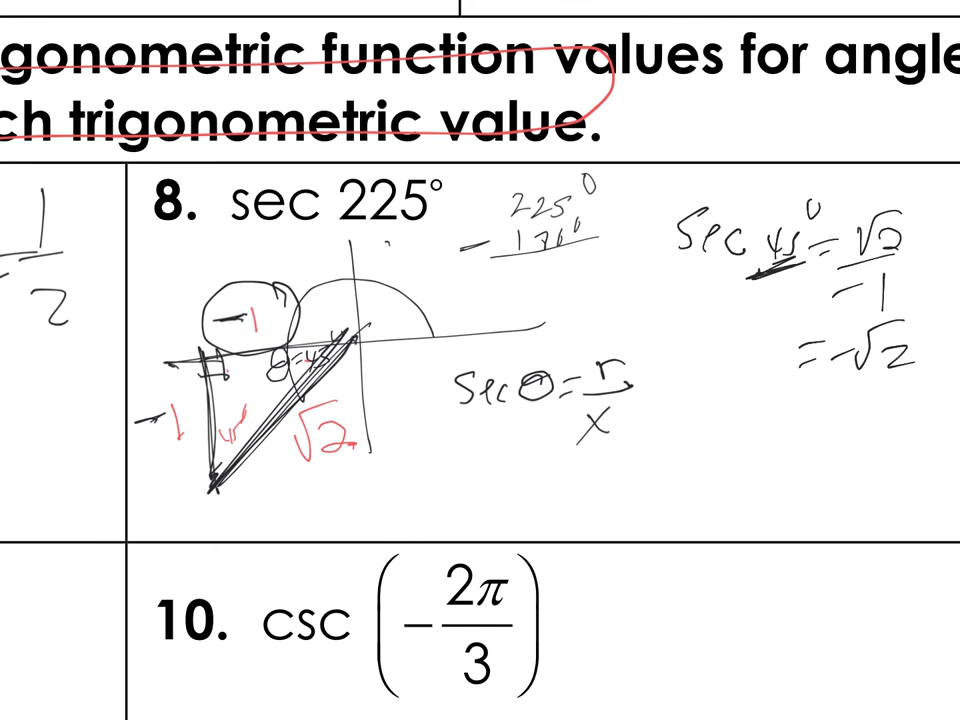 gonometric function values for angle
ch trigonometric value.
1
2
8. sec 225°
225°
- 170°
sec 45° = √2
-1
= -√2
-1
θ = 45
-1
45°
√2
sec θ = r
x
10. csc (- 2π
3)